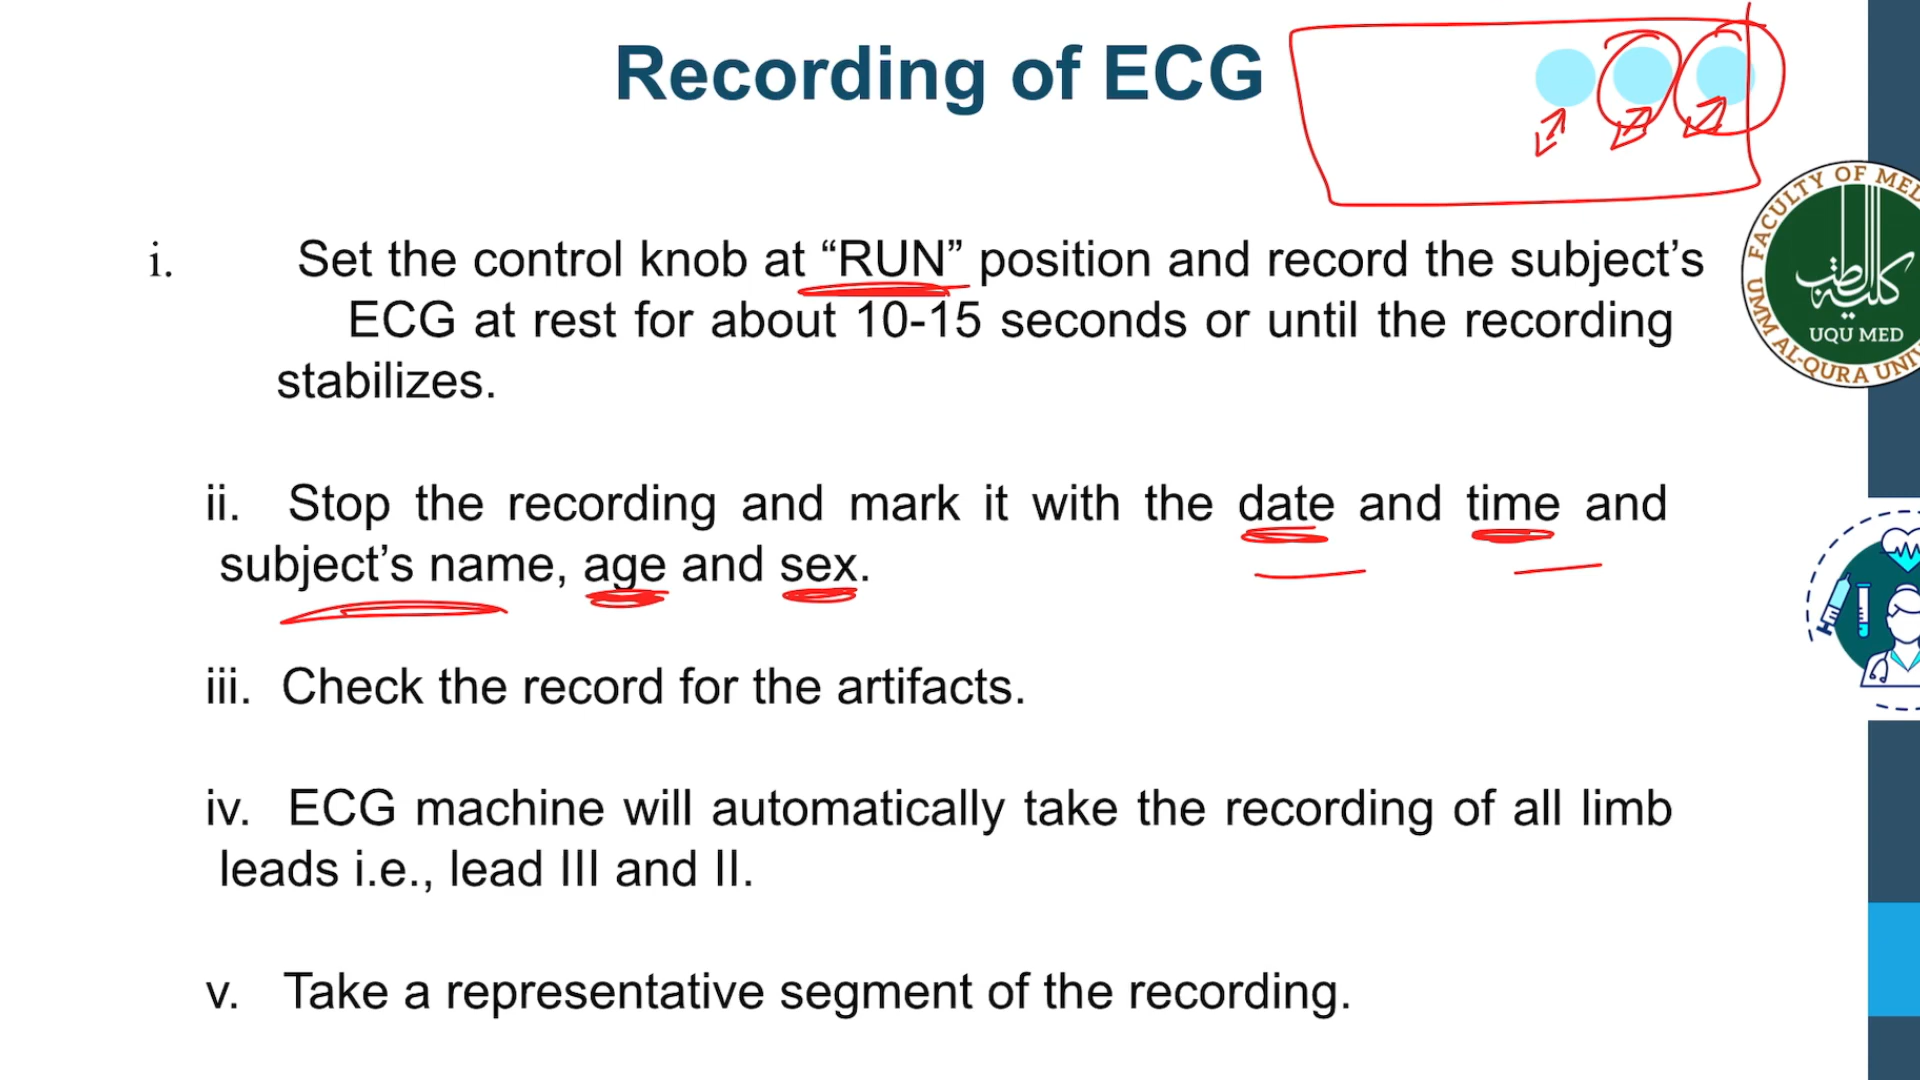 Recording of ECG
i. Set the control knob at “RUN” position and record the subject’s
ECG at rest for about 10-15 seconds or until the recording
stabilizes.
ii. Stop the recording and mark it with the date and time and
subject’s name, age and sex.
iii. Check the record for the artifacts.
iv. ECG machine will automatically take the recording of all limb
leads i.e., lead III and II.
v. Take a representative segment of the recording.
FACULTY OF MED
كلية الطب
UQU MED
UMM AL-QURA UNIV